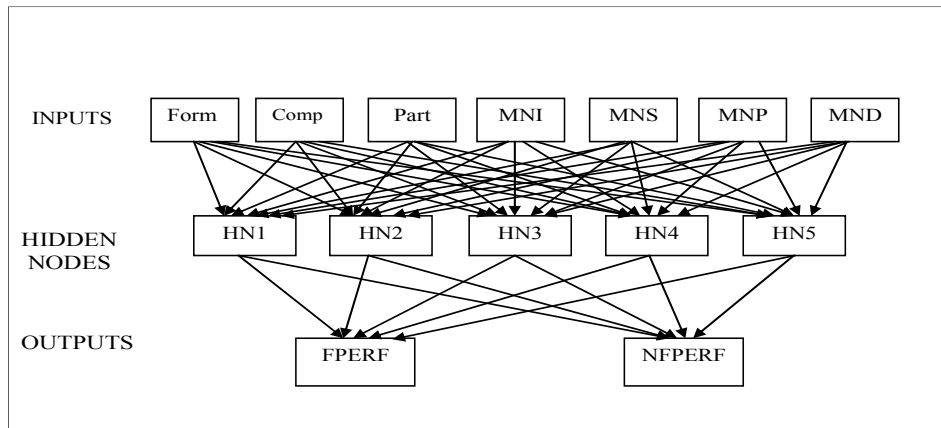 INPUTS Form Comp Part MNI MNS MNP MND
HIDDEN NODES HN1 HN2 HN3 HN4 HN5
OUTPUTS FPERF NFPERF